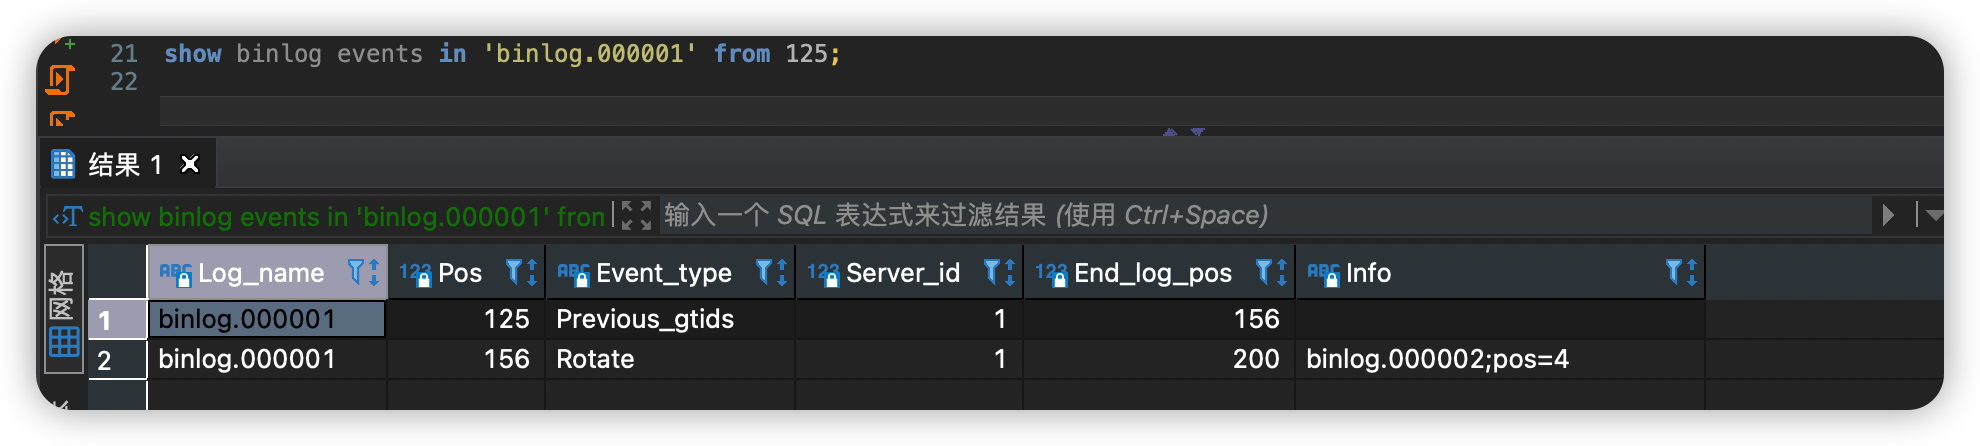 21 show binlog events in 'binlog.000001' from 125;
22
结果 1
show binlog events in 'binlog.000001' fron
输入一个 SQL 表达式来过滤结果 (使用 Ctrl+Space)
网格
Log_name Pos Event_type Server_id End_log_pos Info
1 binlog.000001 125 Previous_gtids 1 156
2 binlog.000001 156 Rotate 1 200 binlog.000002;pos=4